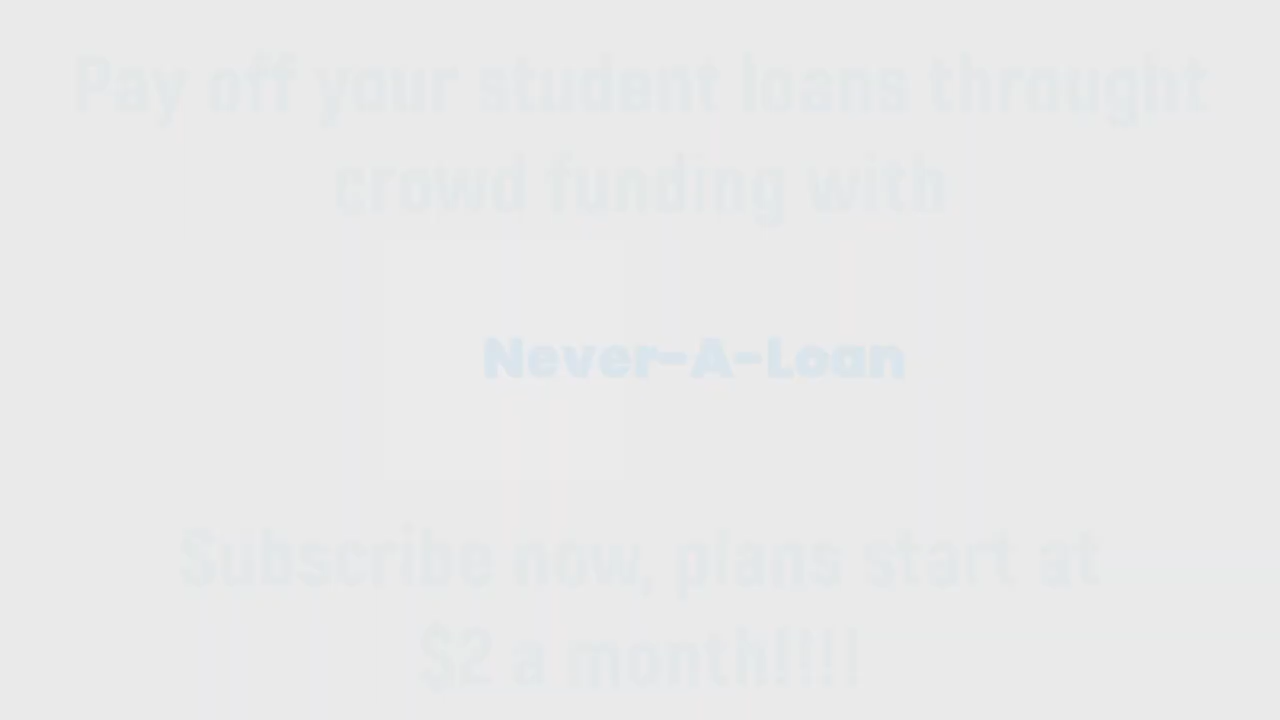 Pay off your student loans throught
crowd funding with
Never-A-Loan
Subscribe now, plans start at
$2 a month!!!!